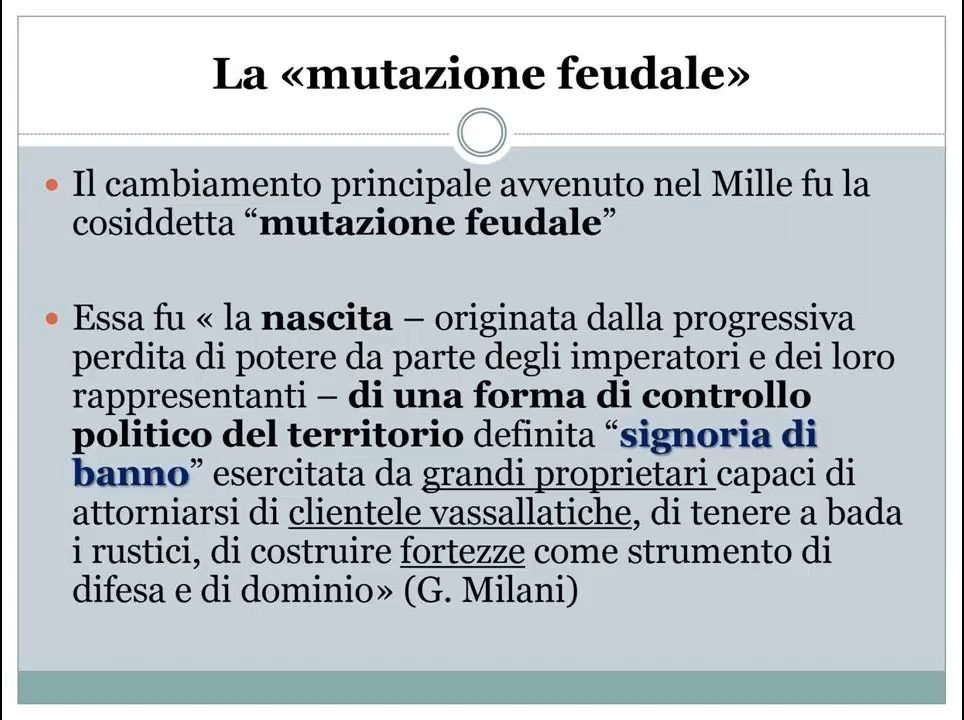 La «mutazione feudale»
Il cambiamento principale avvenuto nel Mille fu la
cosiddetta “mutazione feudale”
Essa fu « la nascita – originata dalla progressiva
perdita di potere da parte degli imperatori e dei loro
rappresentanti – di una forma di controllo
politico del territorio definita “signoria di
banno” esercitata da grandi proprietari capaci di
attorniarsi di clientele vassallatiche, di tenere a bada
i rustici, di costruire fortezze come strumento di
difesa e di dominio» (G. Milani)